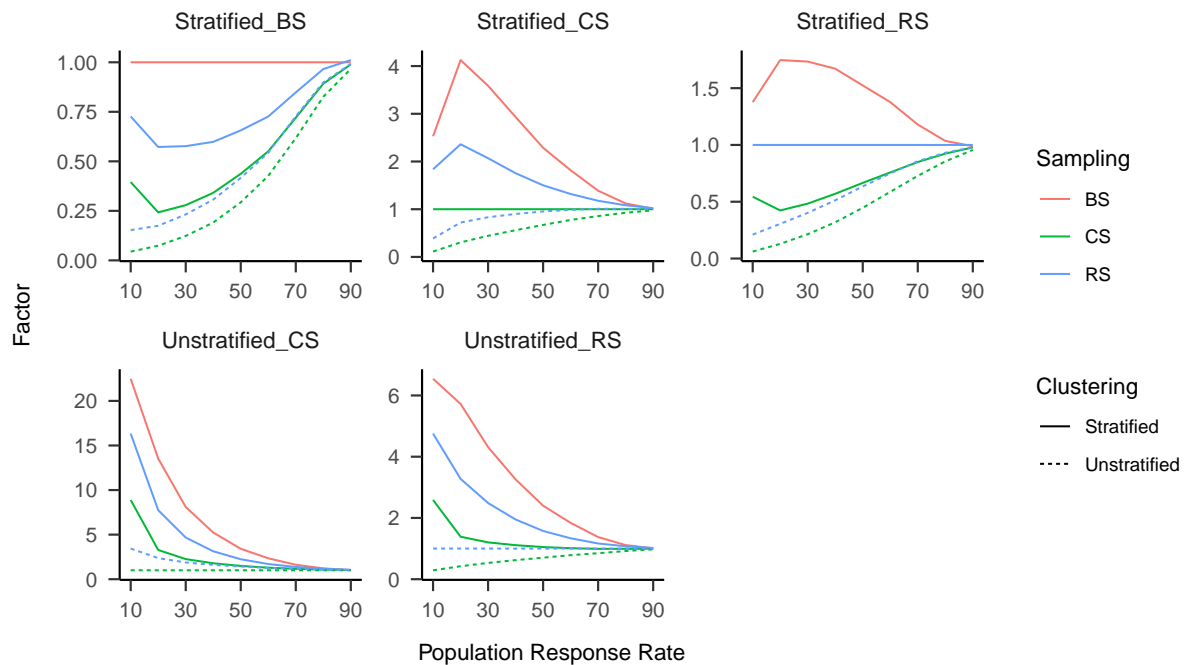 Stratified_BS
Stratified_CS
Stratified_RS
1.00
0.75
0.50
0.25
0.00
10 30 50 70 90
4
3
2
1
0
10 30 50 70 90
1.5
1.0
0.5
0.0
10 30 50 70 90
Unstratified_CS
Unstratified_RS
20
15
10
5
0
10 30 50 70 90
6
4
2
0
10 30 50 70 90
Factor
Population Response Rate
Sampling
BS
CS
RS
Clustering
Stratified
Unstratified